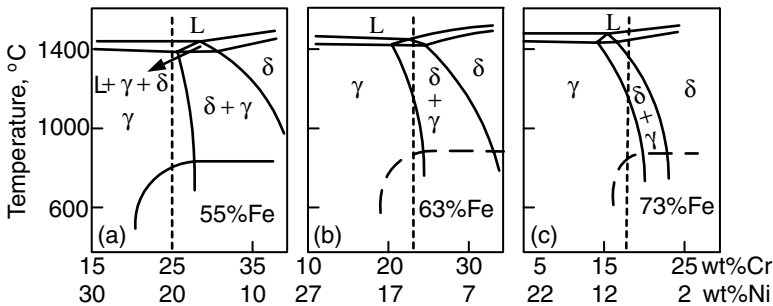 L
L
L
1400
1000
600
Temperature, °C
L+ γ + δ
γ
δ + γ
δ
55%Fe
(a)
γ
δ
+
γ
δ
63%Fe
(b)
γ
δ + γ
δ
73%Fe
(c)
15 25 35 10 20 30 5 15 25 wt%Cr
30 20 10 27 17 7 22 12 2 wt%Ni